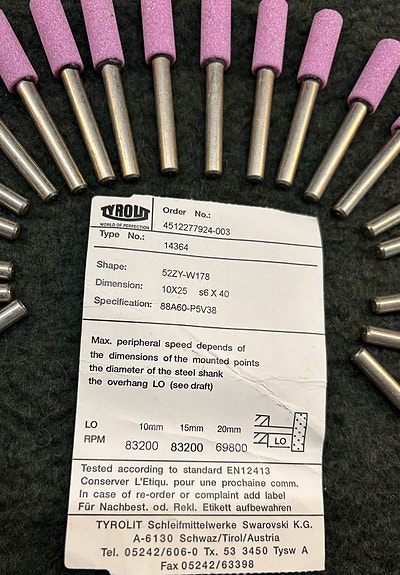 TYROLIT
WORLD OF PERFECTION
Order No.:
4512277924-003
Type No.:
14364
Shape: 52ZY-W178
Dimension: 10X25 s6 X 40
Specification: 88A60-P5V38
Max. peripheral speed depends of
the dimensions of the mounted points
the diameter of the steel shank
the overhang LO (see draft)
LO 10mm 15mm 20mm
RPM 83200 83200 69800
LO
Tested according to standard EN12413
Conserver L'Etiqu. pour une prochaine comm.
In case of re-order or complaint add label
Für Nachbest. od. Rekl. Etikett aufbewahren
TYROLIT Schleifmittelwerke Swarovski K.G.
A-6130 Schwaz/Tirol/Austria
Tel. 05242/606-0 Tx. 53 3450 Tysw A
Fax 05242/63398